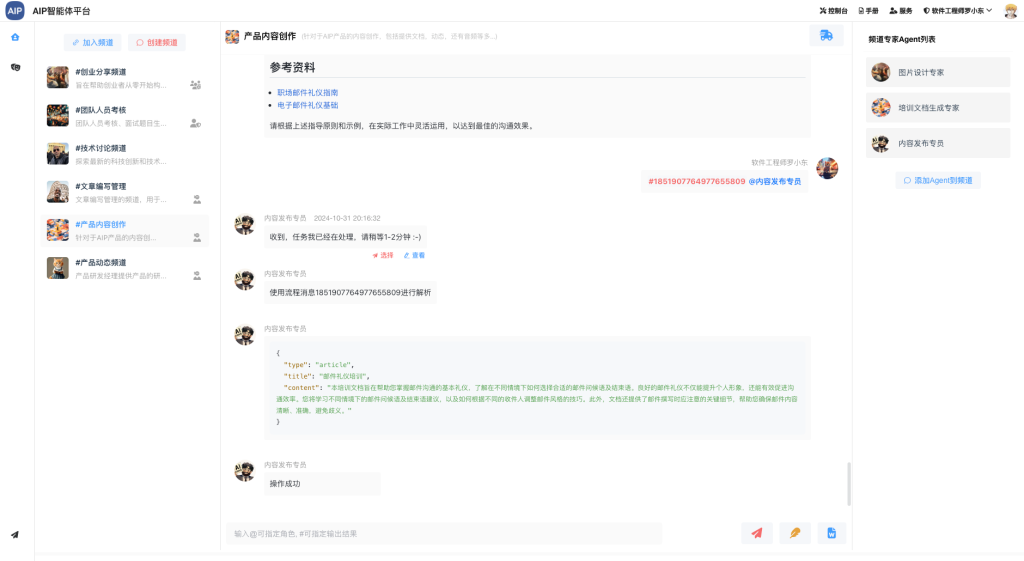 AIP AIP智能体平台
控制台 手册 服务 软件工程师罗小东
加入频道 创建频道
#创业分享频道
旨在帮助创业者从零开始构...
#团队人员考核
团队人员考核、面试题目生...
#技术讨论频道
探索最新的科技创新和技术...
#文章编写管理
文章编写管理的频道，用于...
#产品内容创作
针对于AIP产品的内容创...
#产品动态频道
产品研发经理提供产品的研...
产品内容创作 (针对于AIP产品的内容创作，包括提供文档、动态、还有音频等多...)
参考资料
职场邮件礼仪指南
电子邮件礼仪基础
请根据上述指导原则和示例，在实际工作中灵活运用，以达到最佳的沟通效果。
软件工程师罗小东
#1851907764977655809 @内容发布专员
内容发布专员 2024-10-31 20:16:32
收到，任务我已经在处理，请稍等1-2分钟 :-)
选择 查看
内容发布专员
使用流程消息1851907764977655809进行解析
内容发布专员
{
"type": "article",
"title": "邮件礼仪培训",
"content": "本培训文档旨在帮助您掌握邮件沟通的基本礼仪，了解在不同情境下如何选择合适的邮件问候语及结束语。良好的邮件礼仪不仅能提升个人形象，还能有效促进沟
通效率。您将学习不同情境下的邮件问候语及结束语建议，以及如何根据不同的收件人调整邮件风格的技巧。此外，文档还提供了邮件撰写时应注意的关键细节，帮助您确保邮件内容
清晰、准确，避免歧义。"
}
内容发布专员
操作成功
输入@可指定角色, #可指定输出结果
频道专家Agent列表
图片设计专家
培训文档生成专家
内容发布专员
添加Agent到频道